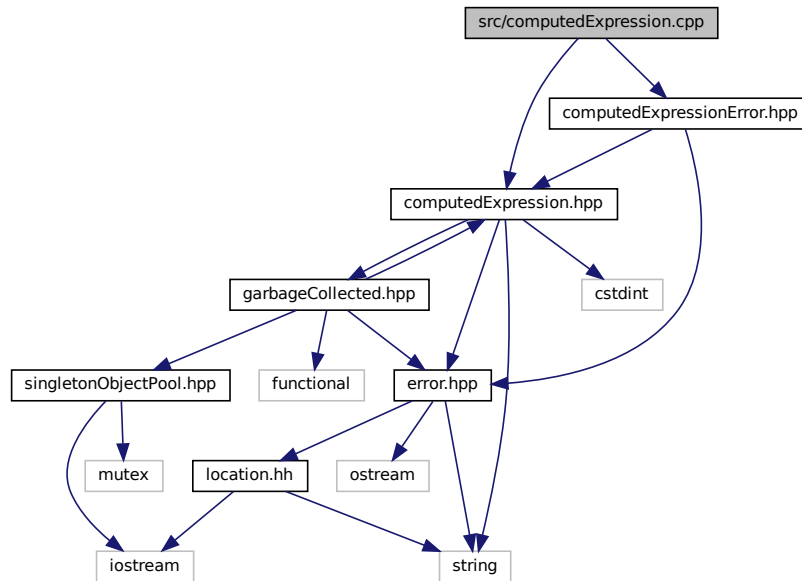 src/computedExpression.cpp
computedExpressionError.hpp
computedExpression.hpp
garbageCollected.hpp
cstdint
singletonObjectPool.hpp
functional
error.hpp
mutex
location.hh
ostream
iostream
string